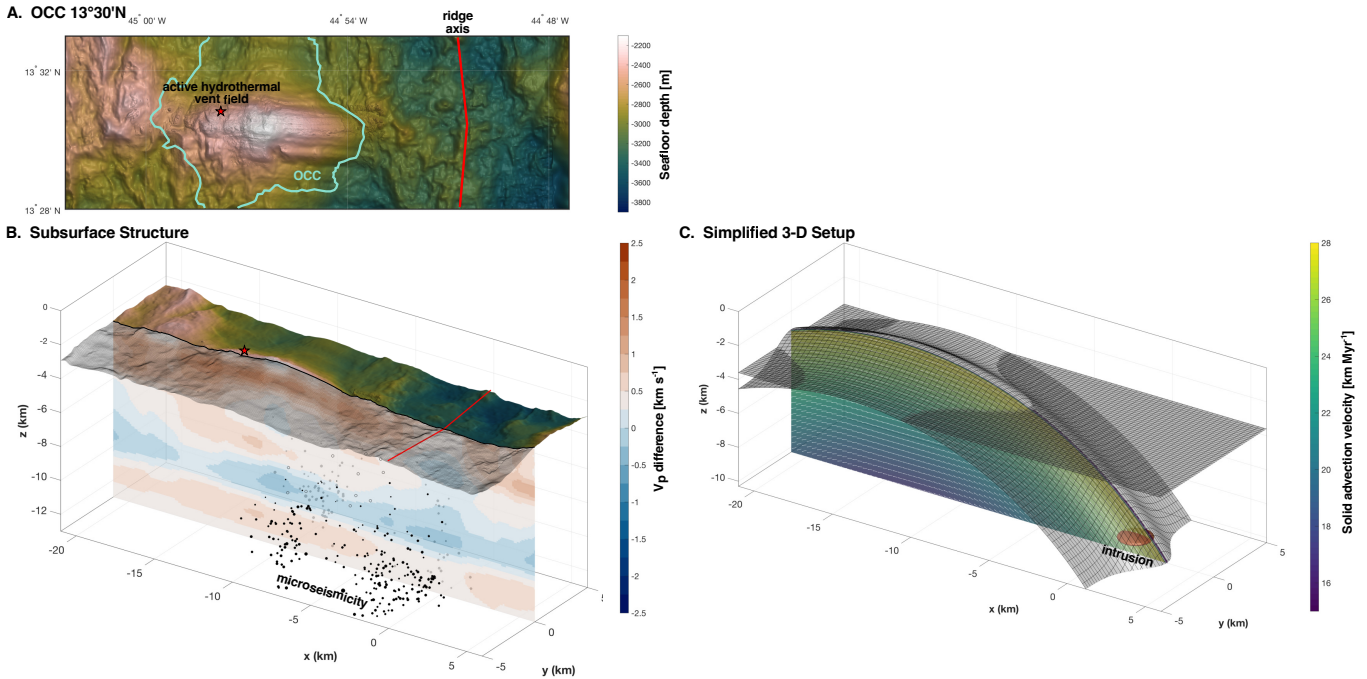 A. OCC 13°30'N
45° 00' W
44° 54' W
ridge
axis
44° 48' W
13° 32' N
active hydrothermal
vent field
OCC
13° 28' N
-2200
-2400
-2600
-2800
-3000
-3200
-3400
-3600
-3800
Seafloor depth [m]
B. Subsurface Structure
0
-2
-4
-6
-8
-10
-12
z (km)
-20
-15
-10
-5
0
5
x (km)
-5
0
y (km)
microseismicity
2.5
2
1.5
1
0.5
0
-0.5
-1
-1.5
-2
-2.5
Vp difference [km s-1]
C. Simplified 3-D Setup
0
-2
-4
-6
-8
-10
z (km)
-20
-15
-10
-5
0
5
x (km)
-5
0
5
y (km)
intrusion
28
26
24
22
20
18
16
Solid advection velocity [km Myr-1]